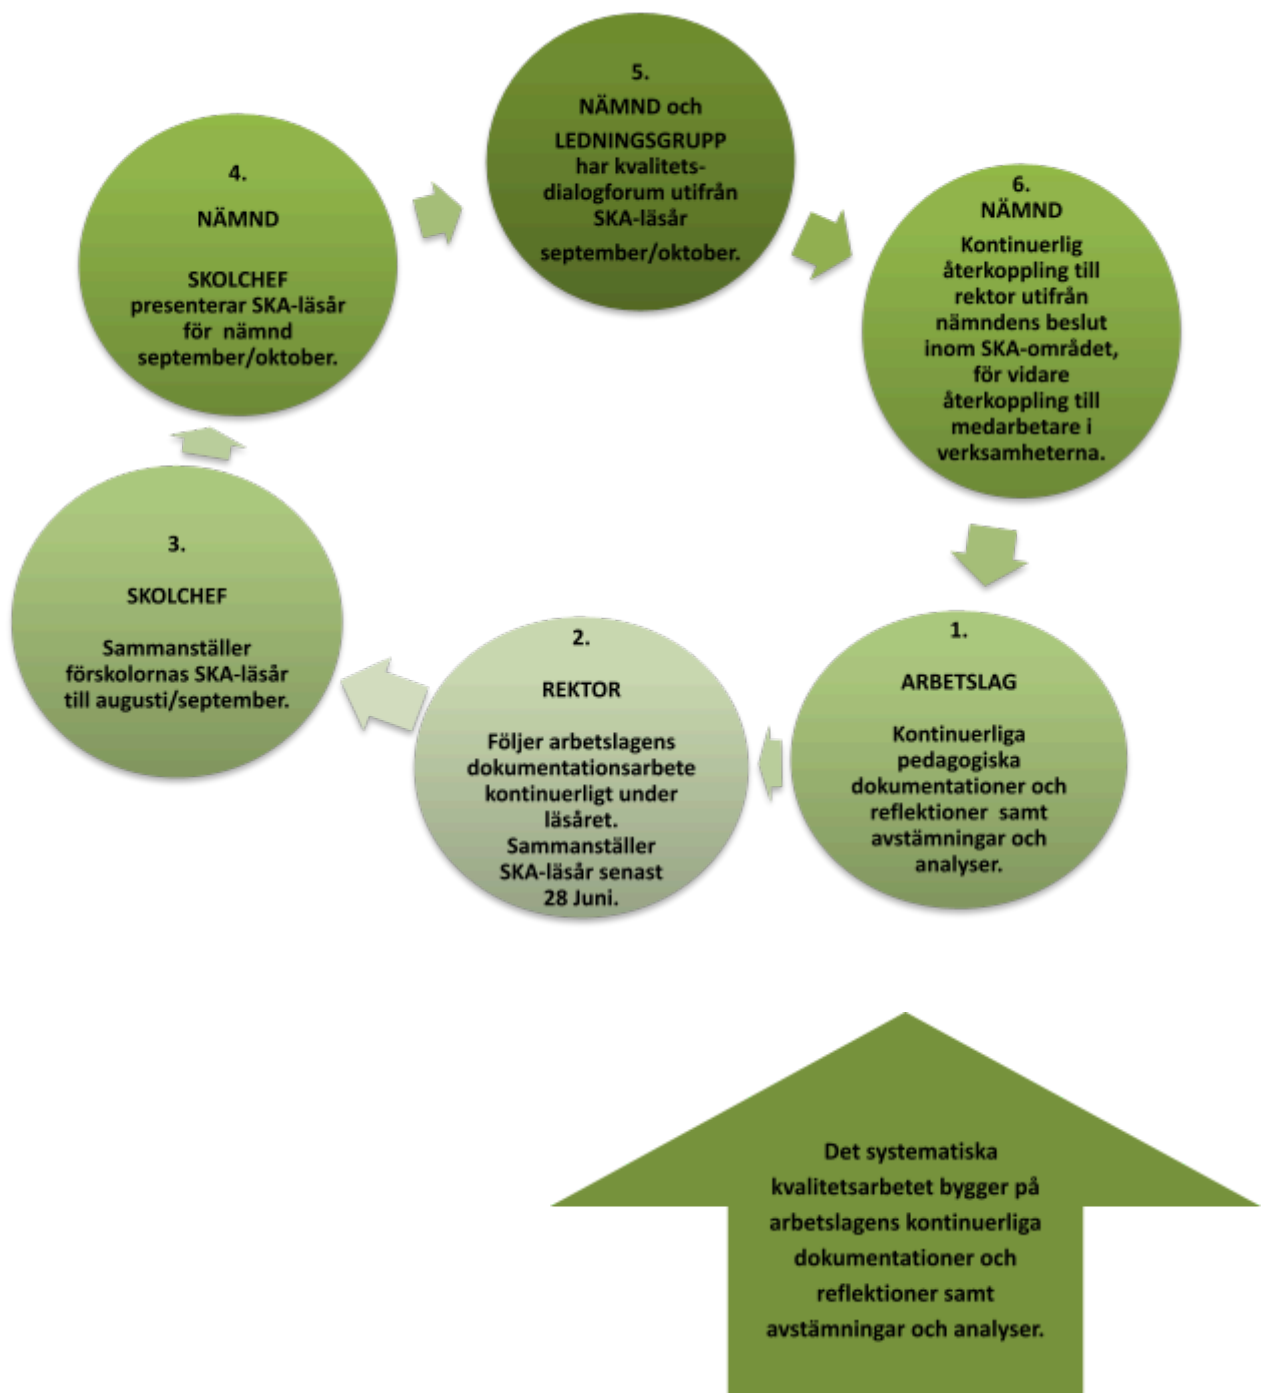 5.
NÄMND och
LEDNINGSGRUPP
har kvalitets-
dialogforum utifrån
SKA-läsår
september/oktober.
4.
NÄMND
SKOLCHEF
presenterar SKA-läsår
för nämnd
september/oktober.
6.
NÄMND
Kontinuerlig
återkoppling till
rektor utifrån
nämndens beslut
inom SKA-området,
för vidare
återkoppling till
medarbetare i
verksamheterna.
3.
SKOLCHEF
Sammanställer
förskolornas SKA-läsår
till augusti/september.
2.
REKTOR
Följer arbetslagens
dokumentationsarbete
kontinuerligt under
läsåret.
Sammanställer
SKA-läsår senast
28 Juni.
1.
ARBETSLAG
Kontinuerliga
pedagogiska
dokumentationer och
reflektioner samt
avstämningar och
analyser.
Det systematiska
kvalitetsarbetet bygger på
arbetslagens kontinuerliga
dokumentationer och
reflektioner samt
avstämningar och analyser.